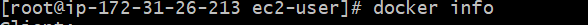 [root@ip-172-31-26-213 ec2-user]# docker info
Client: